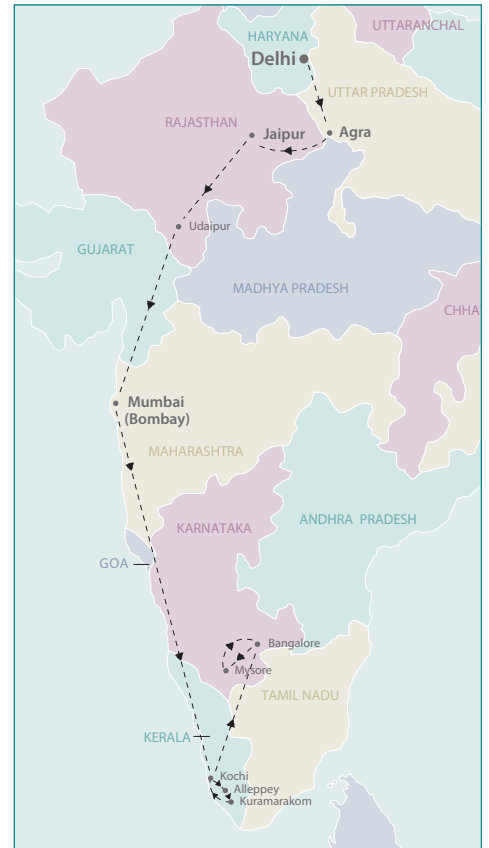 UTTARANCHAL
HARYANA
Delhi
UTTAR PRADESH
RAJASTHAN
Jaipur
Agra
Udaipur
GUJARAT
MADHYA PRADESH
CHHAT
Mumbai
(Bombay)
MAHARASHTRA
ANDHRA PRADESH
KARNATAKA
GOA
Bangalore
Mysore
TAMIL NADU
KERALA
Kochi
Alleppey
Kuramarakom